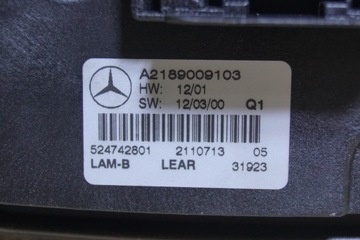 A2189009103
HW: 12/01
SW: 12/03/00 Q1
524742801 2110713 05
LAM-B LEAR 31923